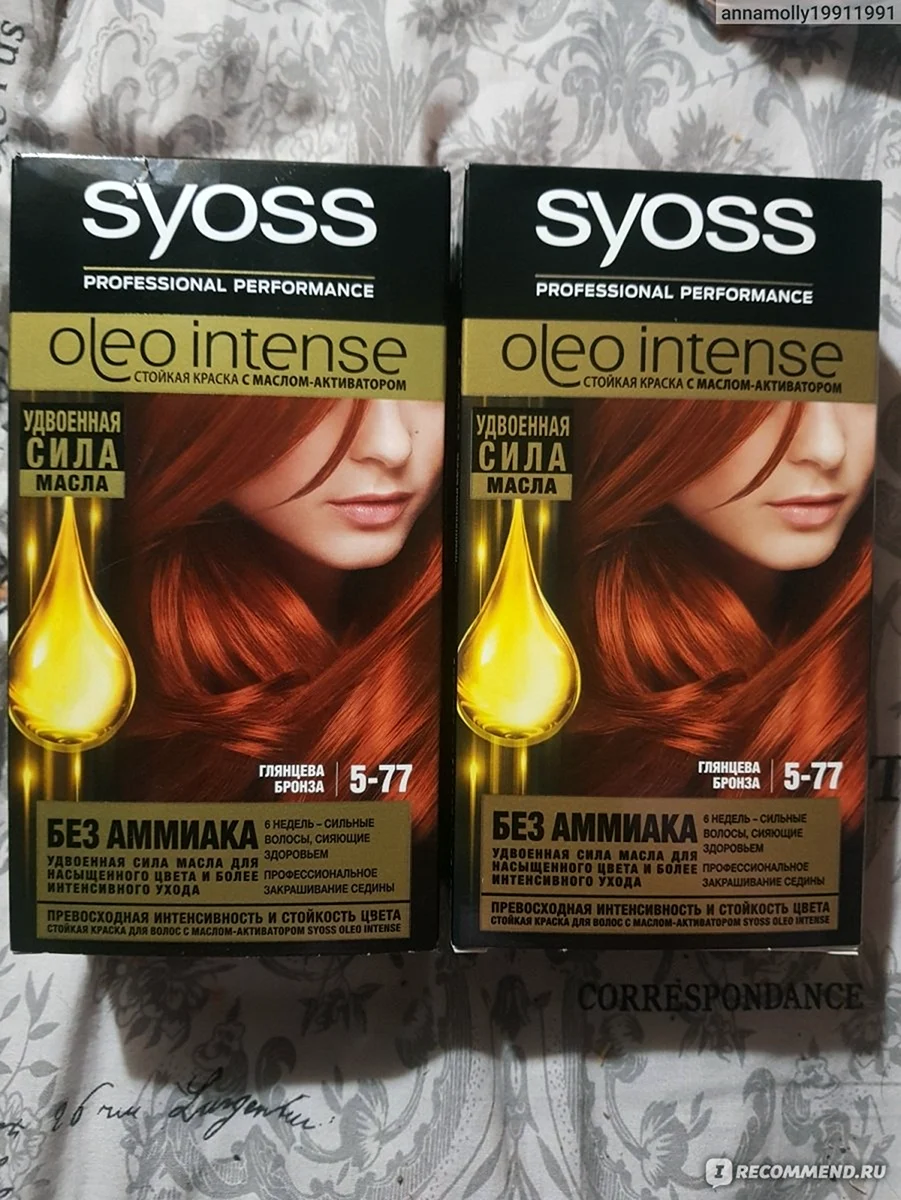 annamolly19911991
syoss
PROFESSIONAL PERFORMANCE
oleo intense
СТОЙКАЯ КРАСКА С МАСЛОМ-АКТИВАТОРОМ
УДВОЕННАЯ
СИЛА
МАСЛА
ГЛЯНЦЕВА
БРОНЗА
5-77
БЕЗ АММИАКА
УДВОЕННАЯ СИЛА МАСЛА ДЛЯ
НАСЫЩЕННОГО ЦВЕТА И БОЛЕЕ
ИНТЕНСИВНОГО УХОДА
6 НЕДЕЛЬ – СИЛЬНЫЕ
ВОЛОСЫ, СИЯЮЩИЕ
ЗДОРОВЬЕМ
ПРОФЕССИОНАЛЬНОЕ
ЗАКРАШИВАНИЕ СЕДИНЫ
ПРЕВОСХОДНАЯ ИНТЕНСИВНОСТЬ И СТОЙКОСТЬ ЦВЕТА
СТОЙКАЯ КРАСКА ДЛЯ ВОЛОС С МАСЛОМ-АКТИВАТОРОМ SYOSS OLEO INTENSE
syoss
PROFESSIONAL PERFORMANCE
oleo intense
СТОЙКАЯ КРАСКА С МАСЛОМ-АКТИВАТОРОМ
УДВОЕННАЯ
СИЛА
МАСЛА
ГЛЯНЦЕВА
БРОНЗА
5-77
БЕЗ АММИАКА
УДВОЕННАЯ СИЛА МАСЛА ДЛЯ
НАСЫЩЕННОГО ЦВЕТА И БОЛЕЕ
ИНТЕНСИВНОГО УХОДА
6 НЕДЕЛЬ – СИЛЬНЫЕ
ВОЛОСЫ, СИЯЮЩИЕ
ЗДОРОВЬЕМ
ПРОФЕССИОНАЛЬНОЕ
ЗАКРАШИВАНИЕ СЕДИНЫ
ПРЕВОСХОДНАЯ ИНТЕНСИВНОСТЬ И СТОЙКОСТЬ ЦВЕТА
СТОЙКАЯ КРАСКА ДЛЯ ВОЛОС С МАСЛОМ-АКТИВАТОРОМ SYOSS OLEO INTENSE
CORRESPONDANCE
IRECOMMEND.RU